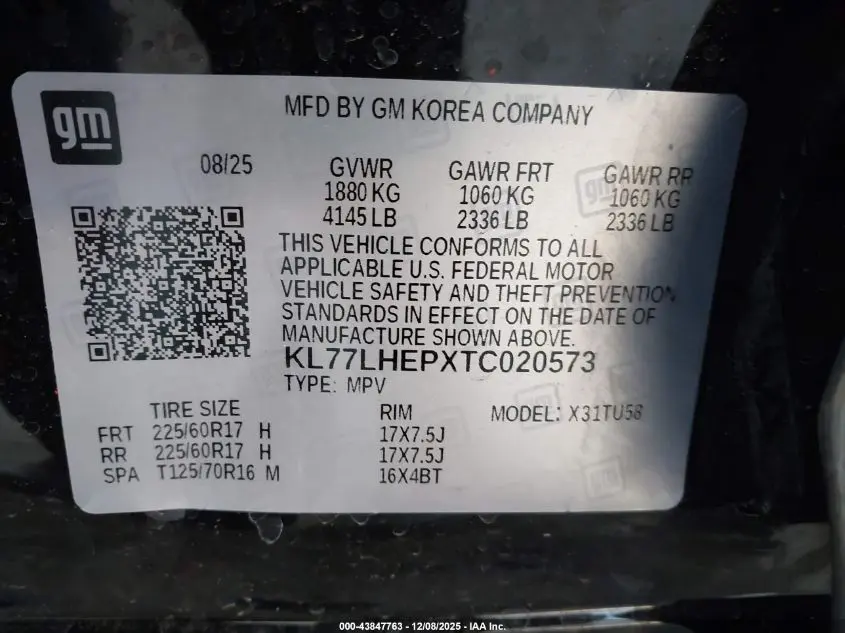 gm
MFD BY GM KOREA COMPANY
08/25 GVWR GAWR FRT GAWR RR
1880 KG 1060 KG 1060 KG
4145 LB 2336 LB 2336 LB
THIS VEHICLE CONFORMS TO ALL
APPLICABLE U.S. FEDERAL MOTOR
VEHICLE SAFETY AND THEFT PREVENTION
STANDARDS IN EFFECT ON THE DATE OF
MANUFACTURE SHOWN ABOVE.
KL77LHEPXTC020573
TYPE: MPV
TIRE SIZE RIM MODEL: X31TU58
FRT 225/60R17 H 17X7.5J
RR 225/60R17 H 17X7.5J
SPA T125/70R16 M 16X4BT
000-43847763 - 12/08/2025 - IAA Inc.